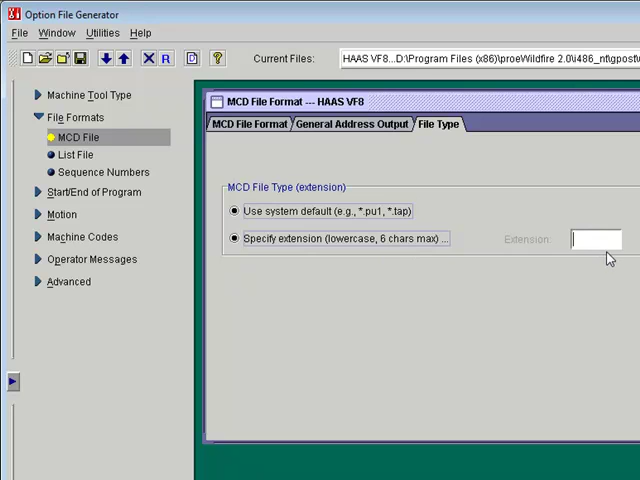 Option File Generator
File Window Utilities Help
Current Files: HAAS VF8...D:\Program Files (x86)\proeWildfire 2.0\i486_nt\gpost\
Machine Tool Type
File Formats
MCD File
List File
Sequence Numbers
Start/End of Program
Motion
Machine Codes
Operator Messages
Advanced
MCD File Format --- HAAS VF8
MCD File Format General Address Output File Type
MCD File Type (extension)
Use system default (e.g., *.pu1, *.tap)
Specify extension (lowercase, 6 chars max) ... Extension: